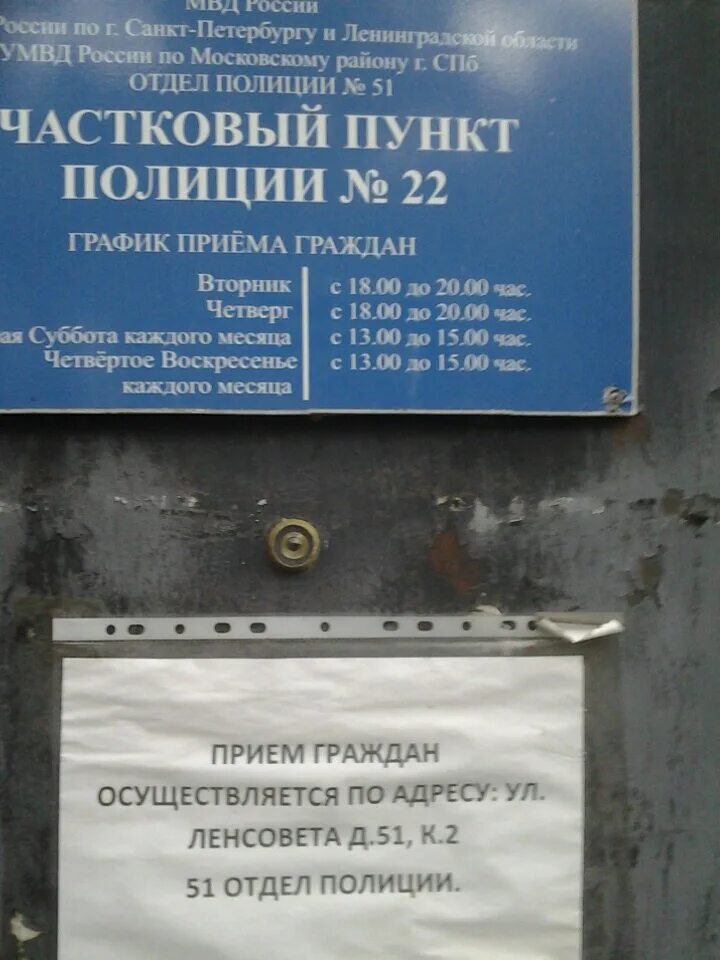 МВД России
России по г. Санкт-Петербургу и Ленинградской области
УМВД России по Московскому району г. СПб
ОТДЕЛ ПОЛИЦИИ № 51
ЧАСТКОВЫЙ ПУНКТ
ПОЛИЦИИ № 22
ГРАФИК ПРИЁМА ГРАЖДАН
Вторник с 18.00 до 20.00 час.
Четверг с 18.00 до 20.00 час.
ая Суббота каждого месяца с 13.00 до 15.00 час.
Четвёртое Воскресенье с 13.00 до 15.00 час.
каждого месяца
ПРИЕМ ГРАЖДАН
ОСУЩЕСТВЛЯЕТСЯ ПО АДРЕСУ: УЛ.
ЛЕНСОВЕТА Д.51, К.2
51 ОТДЕЛ ПОЛИЦИИ.